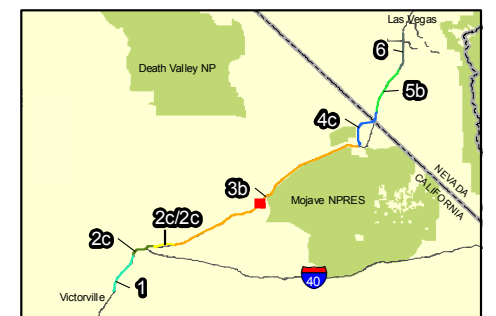 Las Vegas
6
Death Valley NP
5b
4c
NEVADA
CALIFORNIA
3b
Mojave NPRES
2c/2c
2c
40
1
Victorville